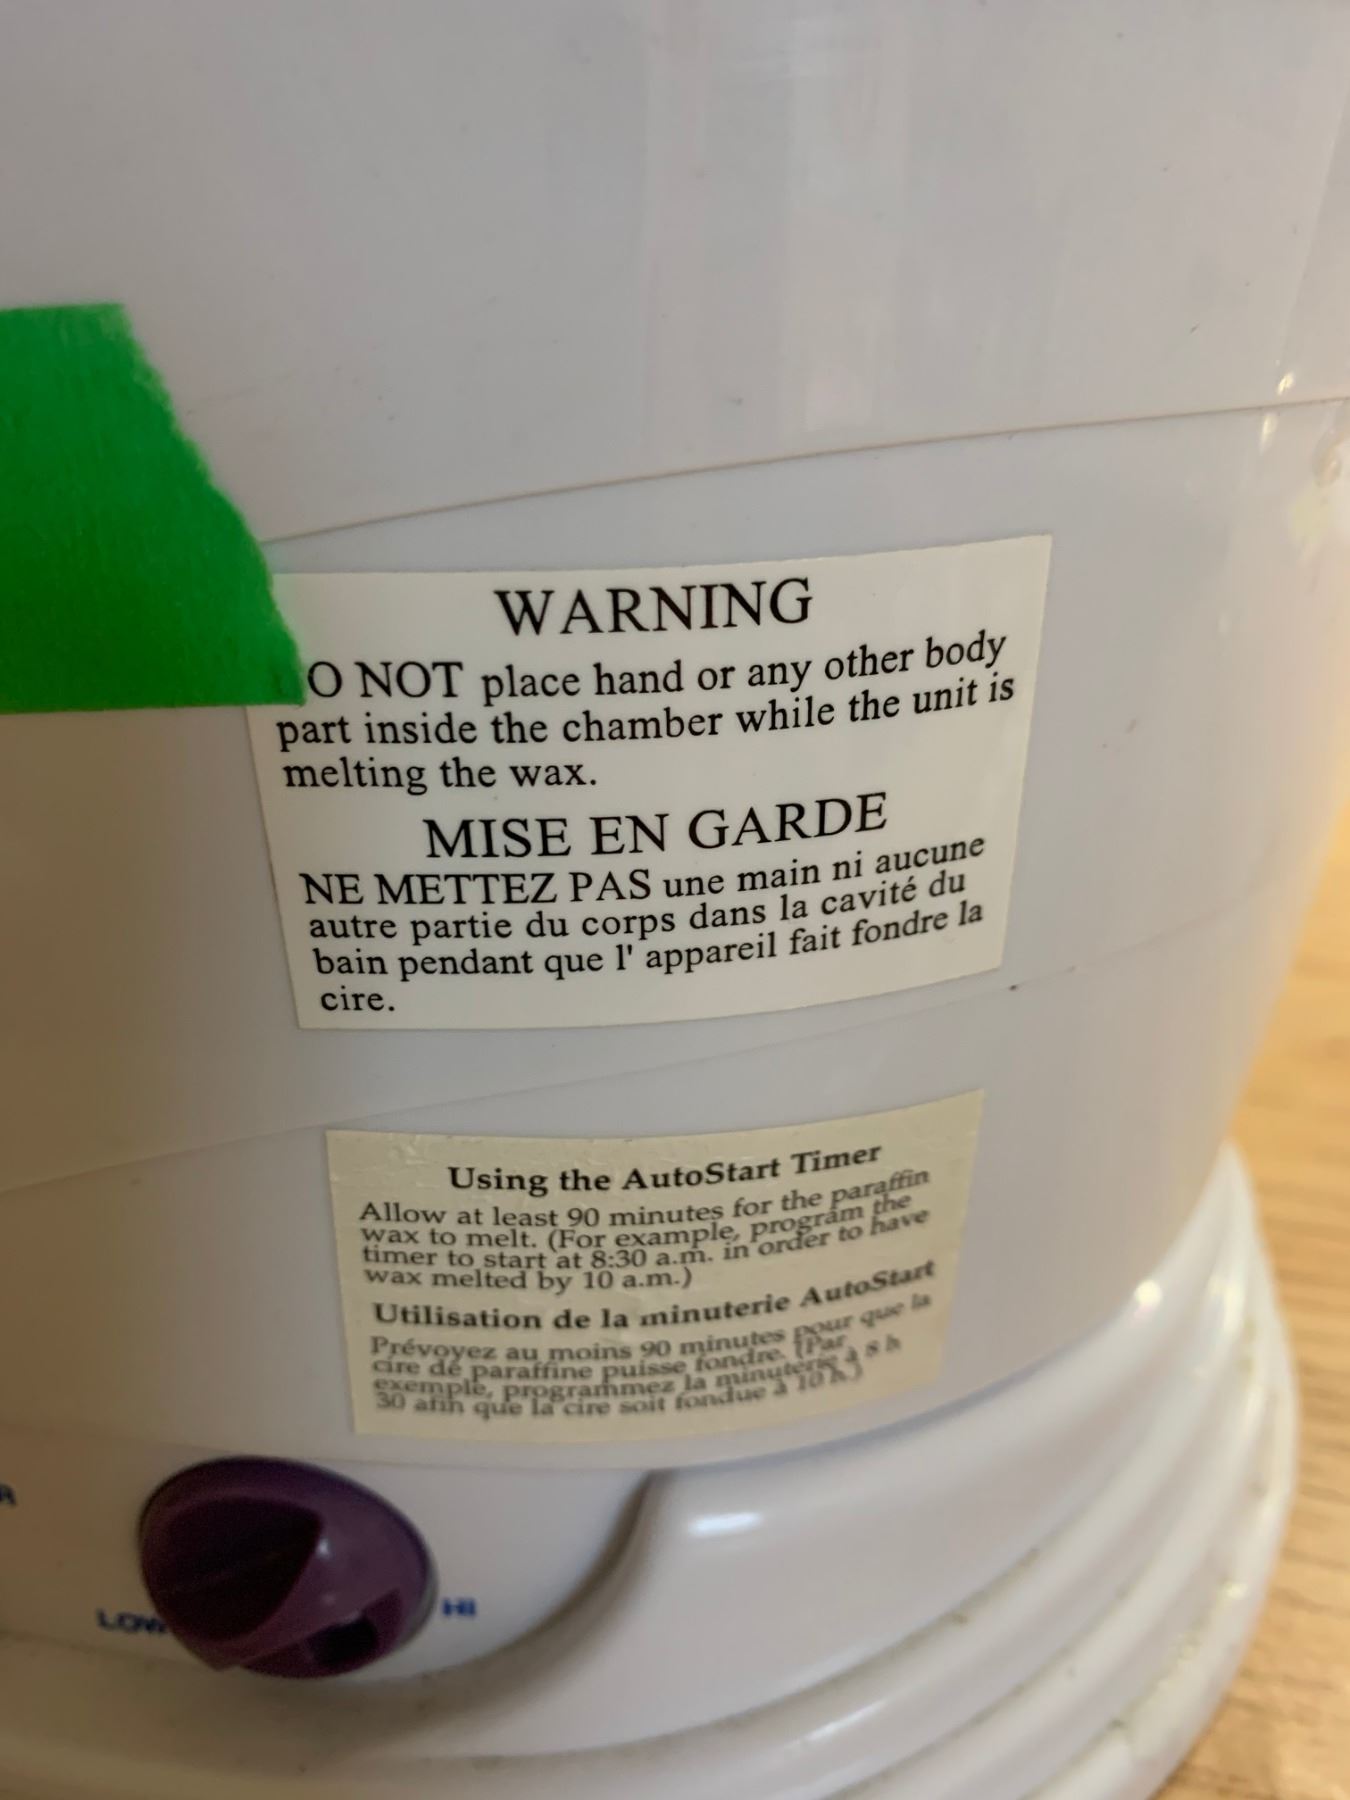 WARNING
O NOT place hand or any other body
part inside the chamber while the unit is
melting the wax.
MISE EN GARDE
NE METTEZ PAS une main ni aucune
autre partie du corps dans la cavité du
bain pendant que l' appareil fait fondre la
cire.
Using the AutoStart Timer
Allow at least 90 minutes for the paraffin
wax to melt. (For example, program the
timer to start at 8:30 a.m. in order to have
wax melted by 10 a.m.)
Utilisation de la minuterie AutoStart
Prévoyez au moins 90 minutes pour que la
cire de paraffine puisse fondre. (Par
exemple, programmez la minuterie à 8 h
30 afin que la cire soit fondue à 10 h.)
R
LOW HI